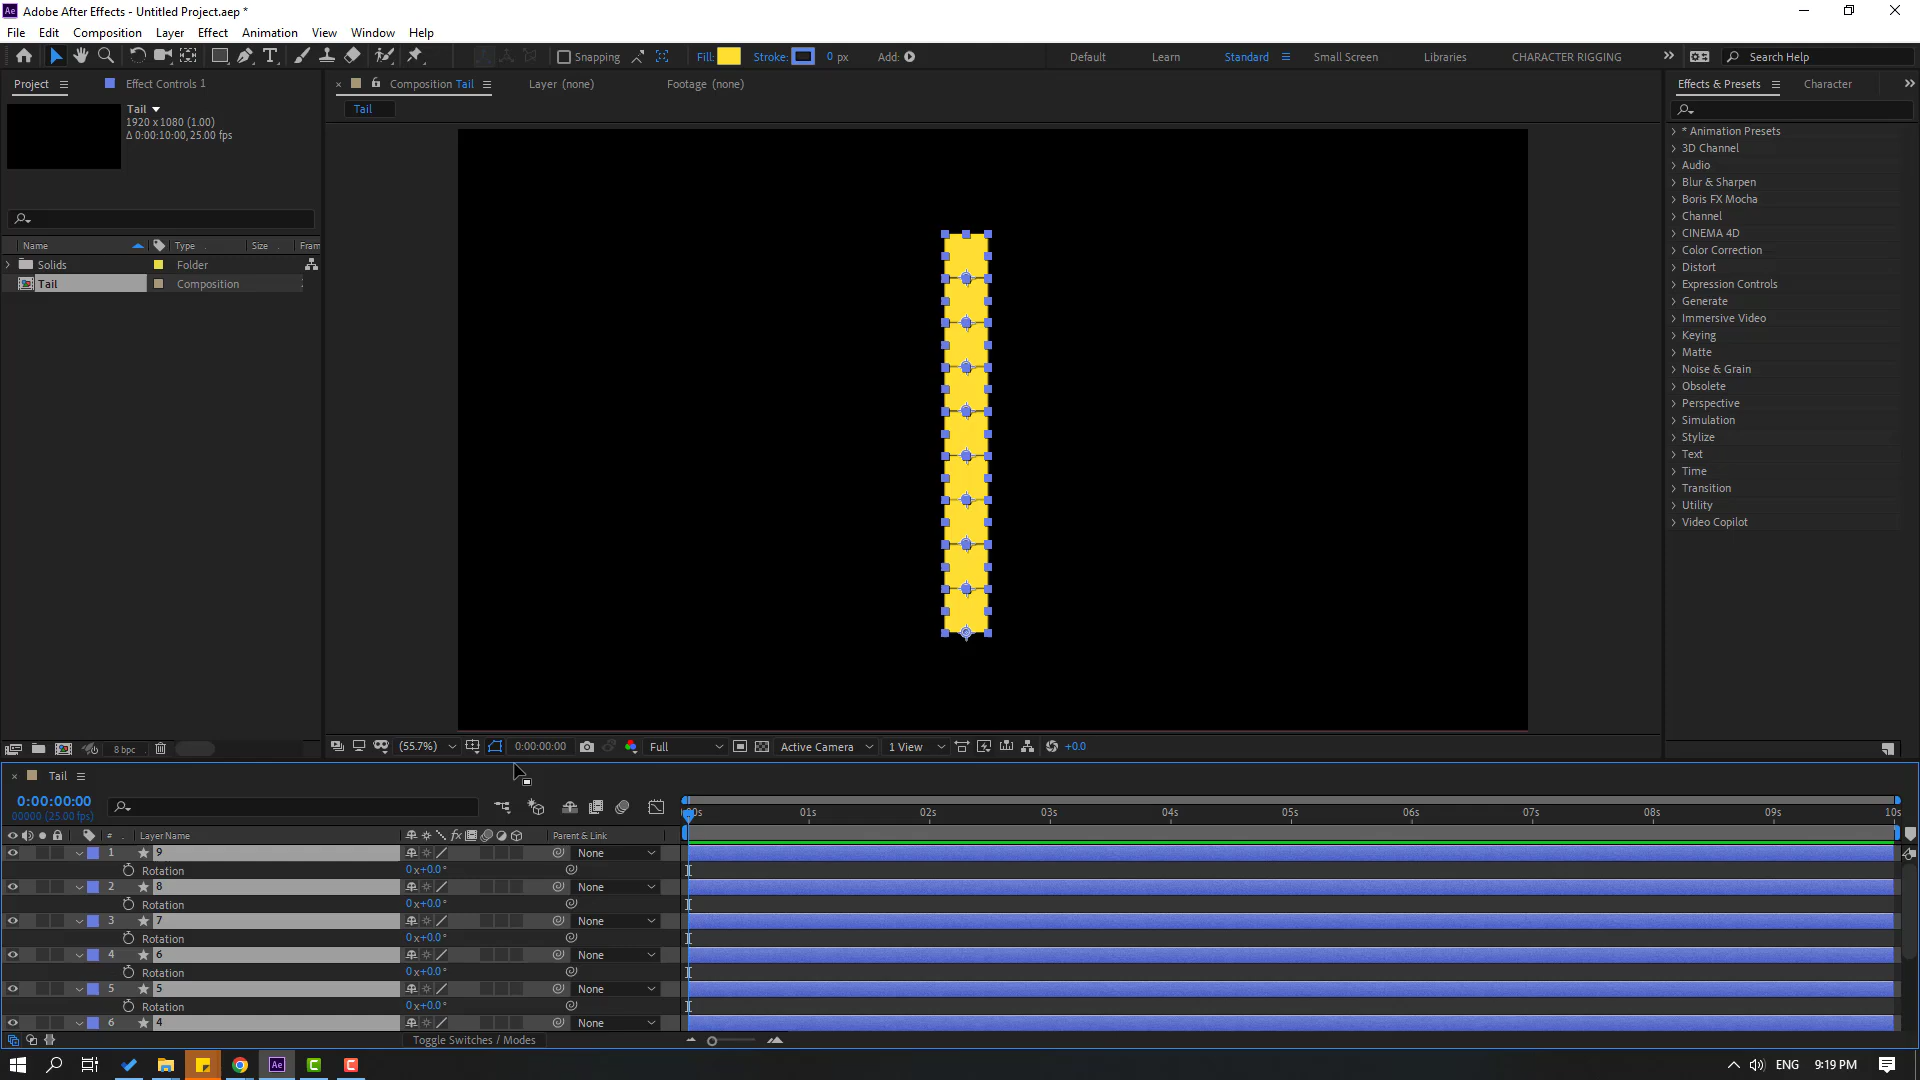 Adobe After Effects - Untitled Project.aep *
File Edit Composition Layer Effect Animation View Window Help
Snapping Fill: Stroke: 0 px Add: Default Learn Standard Small Screen Libraries CHARACTER RIGGING Search Help
Project Effect Controls 1
Composition Tail Layer (none) Footage (none)
Effects & Presets Character
Tail
1920 x 1080 (1.00)
Δ 0:00:10:00, 25.00 fps
Tail
Name Type Size Fram
Solids Folder
Tail Composition
* Animation Presets
3D Channel
Audio
Blur & Sharpen
Boris FX Mocha
Channel
CINEMA 4D
Color Correction
Distort
Expression Controls
Generate
Immersive Video
Keying
Matte
Noise & Grain
Obsolete
Perspective
Simulation
Stylize
Text
Time
Transition
Utility
Video Copilot
8 bpc
(55.7%) 0:00:00:00 Full Active Camera 1 View +0.0
Tail
0:00:00:00
00000 (25.00 fps)
00s 01s 02s 03s 04s 05s 06s 07s 08s 09s 10s
# Layer Name fx Parent & Link
1 9 None
Rotation 0x+0.0°
2 8 None
Rotation 0x+0.0°
3 7 None
Rotation 0x+0.0°
4 6 None
Rotation 0x+0.0°
5 5 None
Rotation 0x+0.0°
6 4 None
Toggle Switches / Modes
Ae ENG 9:19 PM